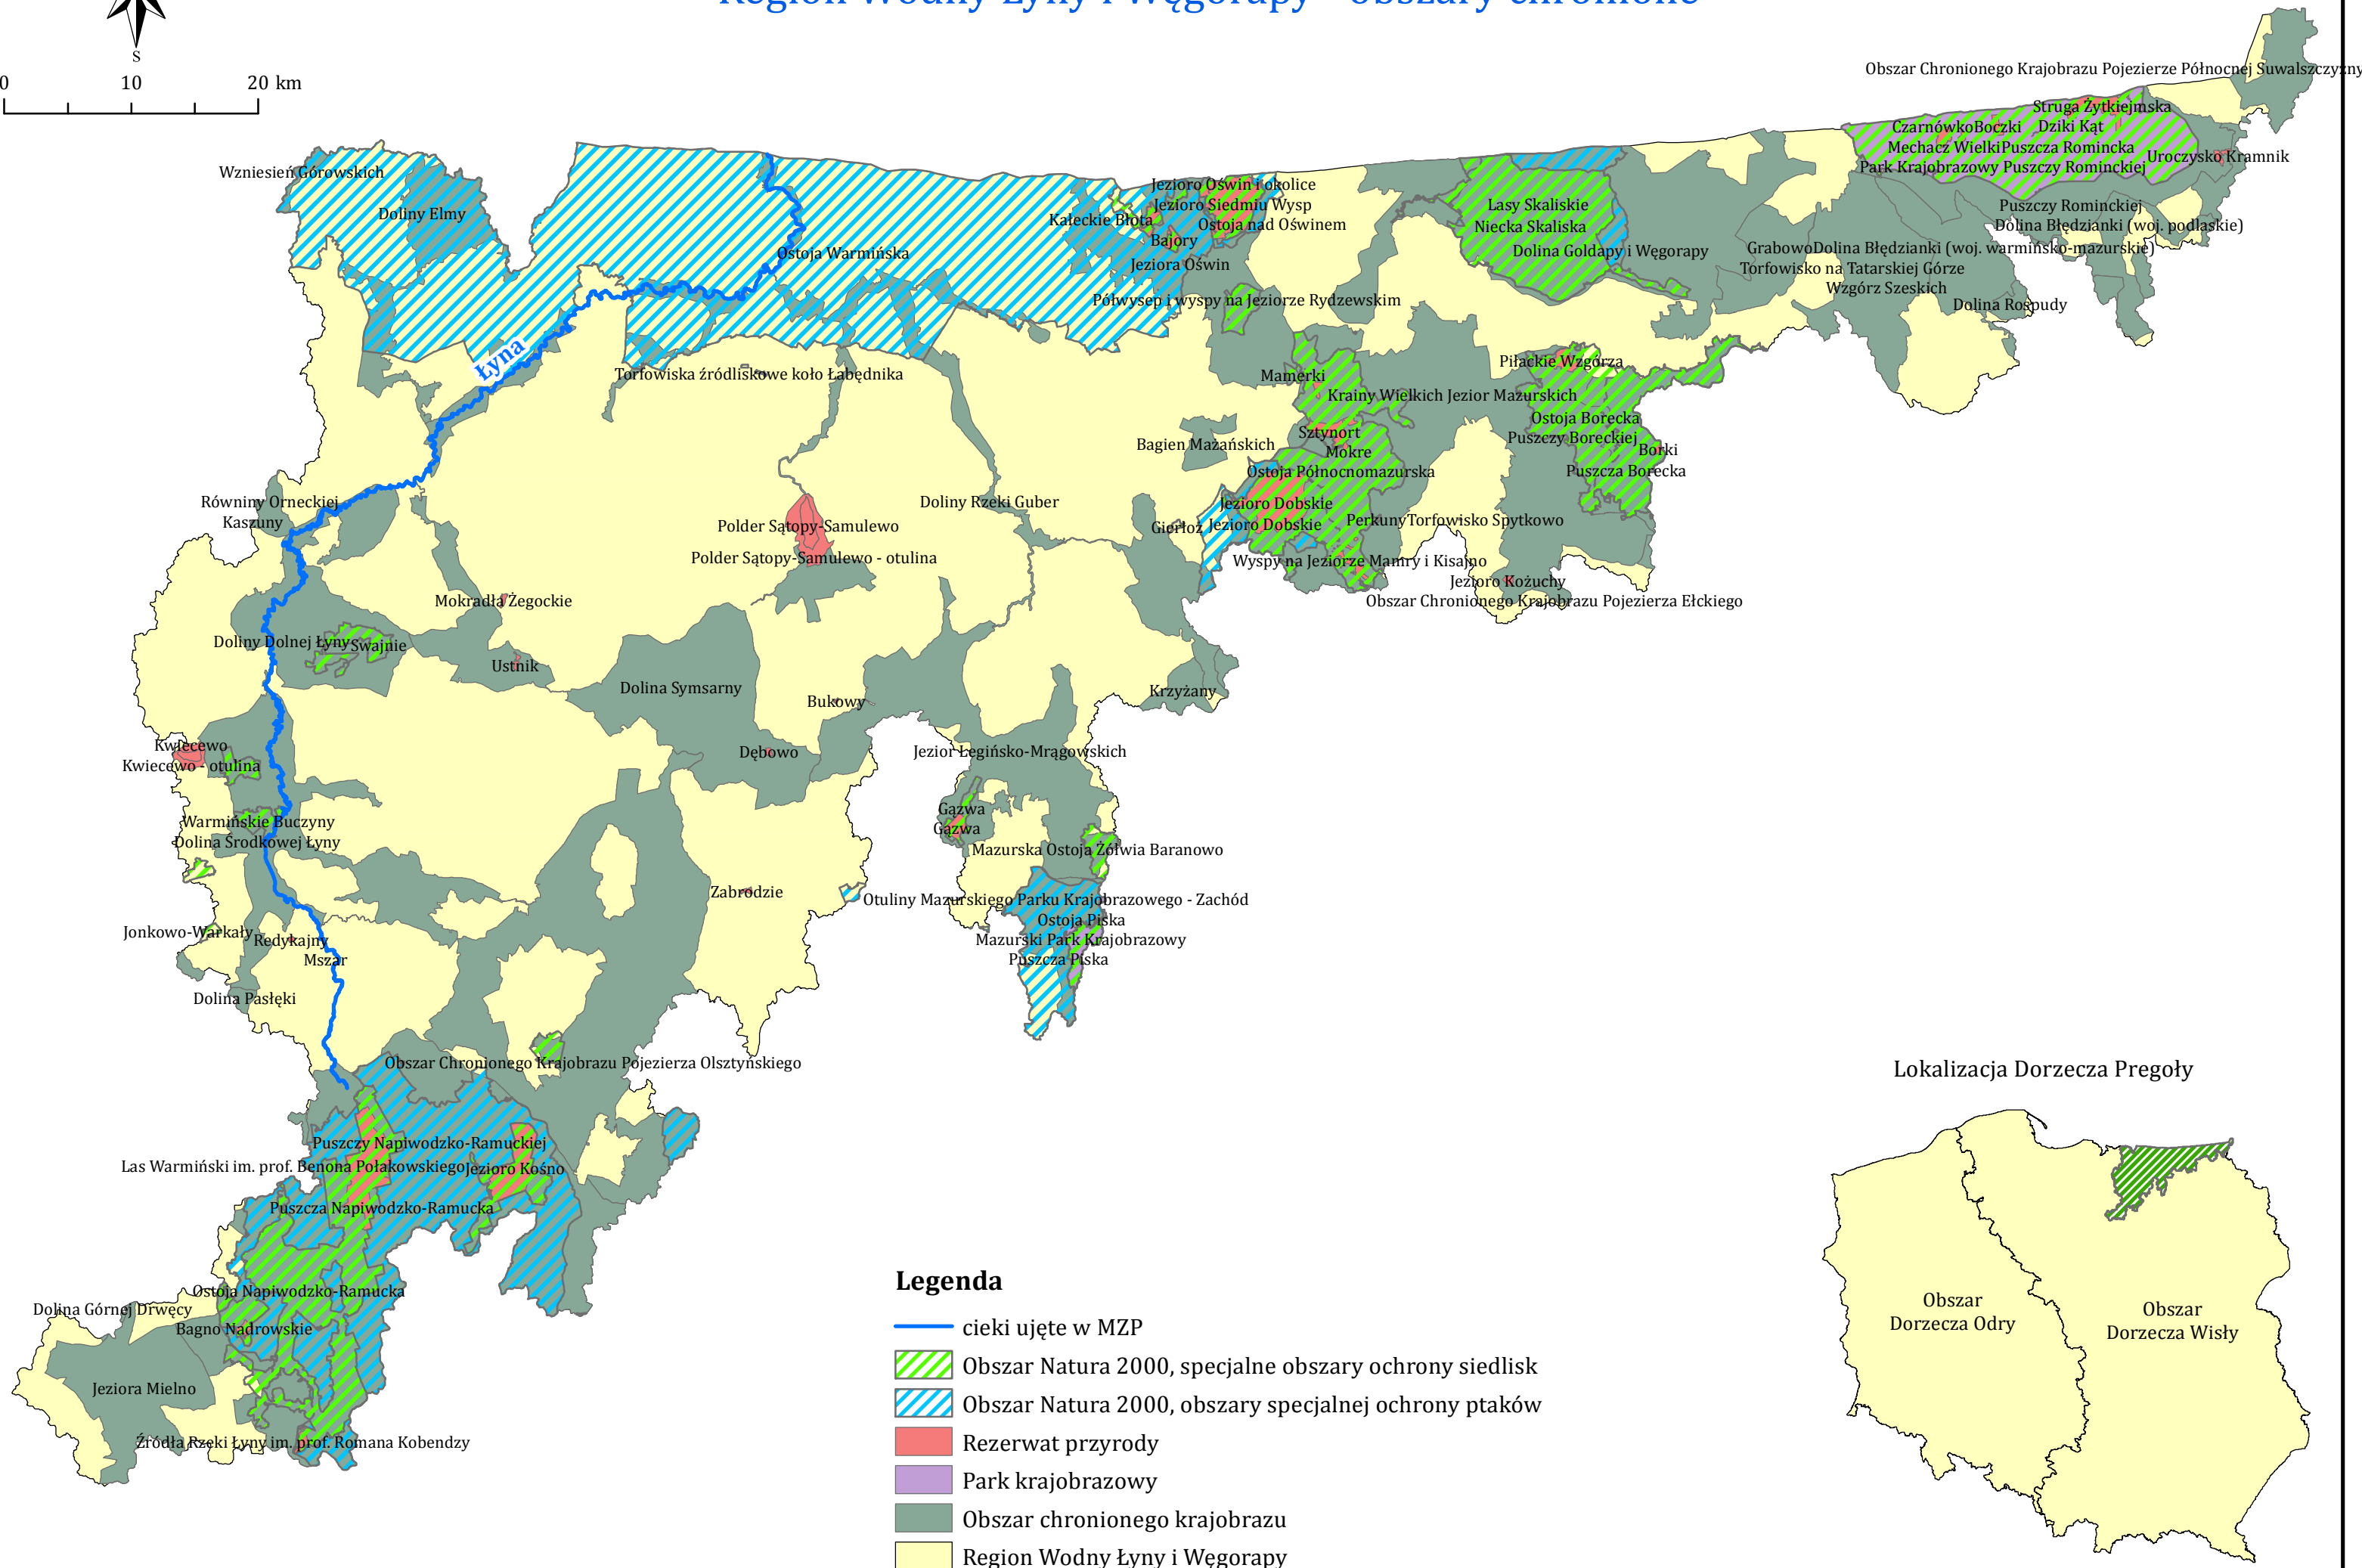 Region Wodny Łyny i Węgorapy - obszary chronione
S
0 10 20 km
Obszar Chronionego Krajobrazu Pojezierze Północnej Suwalszczyzny
Struga Żytkiejmska
Czarnówko Boczki Dziki Kąt
Mechacz Wielki Puszcza Romincka
Uroczysko Kramnik
Park Krajobrazowy Puszczy Rominckiej
Puszczy Rominckiej
Dolina Błędzianki (woj. podlaskie)
Grabowo Dolina Błędzianki (woj. warmińsko-mazurskie)
Torfowisko na Tatarskiej Górze
Wzgórz Szeskich
Dolina Rospudy
Wzniesień Górowskich
Doliny Elmy
Ostoja Warmińska
Jezioro Oświn i okolice
Jezioro Siedmiu Wysp
Kałeckie Błota
Ostoja nad Oświnem
Bajory
Jeziora Oświn
Półwysep i wyspy na Jeziorze Rydzewskim
Lasy Skaliskie
Niecka Skaliska
Dolina Gołdapy i Węgorapy
Łyna
Torfowiska źródliskowe koło Łabędnika
Mamerki
Krainy Wielkich Jezior Mazurskich
Piłackie Wzgórza
Ostoja Borecka
Puszczy Boreckiej
Borki
Puszcza Borecka
Bagien Mażańskich
Sztynort
Mokre
Ostoja Północnomazurska
Jezioro Dobskie
Gierłoż Jezioro Dobskie
Perkuny Torfowisko Spytkowo
Wyspy na Jeziorze Mamry i Kisajno
Jezioro Kożuchy
Obszar Chronionego Krajobrazu Pojezierza Ełckiego
Równiny Orneckiej
Kaszuny
Polder Sątopy-Samulewo
Polder Sątopy-Samulewo - otulina
Doliny Rzeki Guber
Mokradła Żegockie
Doliny Dolnej Łyny Swajnie
Ustnik
Dolina Symsarny
Bukowy
Krzyżany
Kwiecewo
Kwiecewo - otulina
Dębowo
Jezior Legińsko-Mrągowskich
Gązwa
Gązwa
Warmińskie Buczyny
Dolina Środkowej Łyny
Mazurska Ostoja Żółwia Baranowo
Zabrodzie
Otuliny Mazurskiego Parku Krajobrazowego - Zachód
Ostoja Piska
Mazurski Park Krajobrazowy
Puszcza Piska
Jonkowo-Warkały
Redykajny
Mszar
Dolina Pasłęki
Obszar Chronionego Krajobrazu Pojezierza Olsztyńskiego
Puszczy Napiwodzko-Ramuckiej
Las Warmiński im. prof. Benona Połakowskiego Jezioro Kośno
Puszcza Napiwodzko-Ramucka
Ostoja Napiwodzko-Ramucka
Dolina Górnej Drwęcy
Bagno Nadrowskie
Jeziora Mielno
Źródła Rzeki Łyny im. prof. Romana Kobendzy
Legenda
cieki ujęte w MZP
Obszar Natura 2000, specjalne obszary ochrony siedlisk
Obszar Natura 2000, obszary specjalnej ochrony ptaków
Rezerwat przyrody
Park krajobrazowy
Obszar chronionego krajobrazu
Region Wodny Łyny i Węgorapy
Lokalizacja Dorzecza Pregoły
Obszar
Dorzecza Odry
Obszar
Dorzecza Wisły